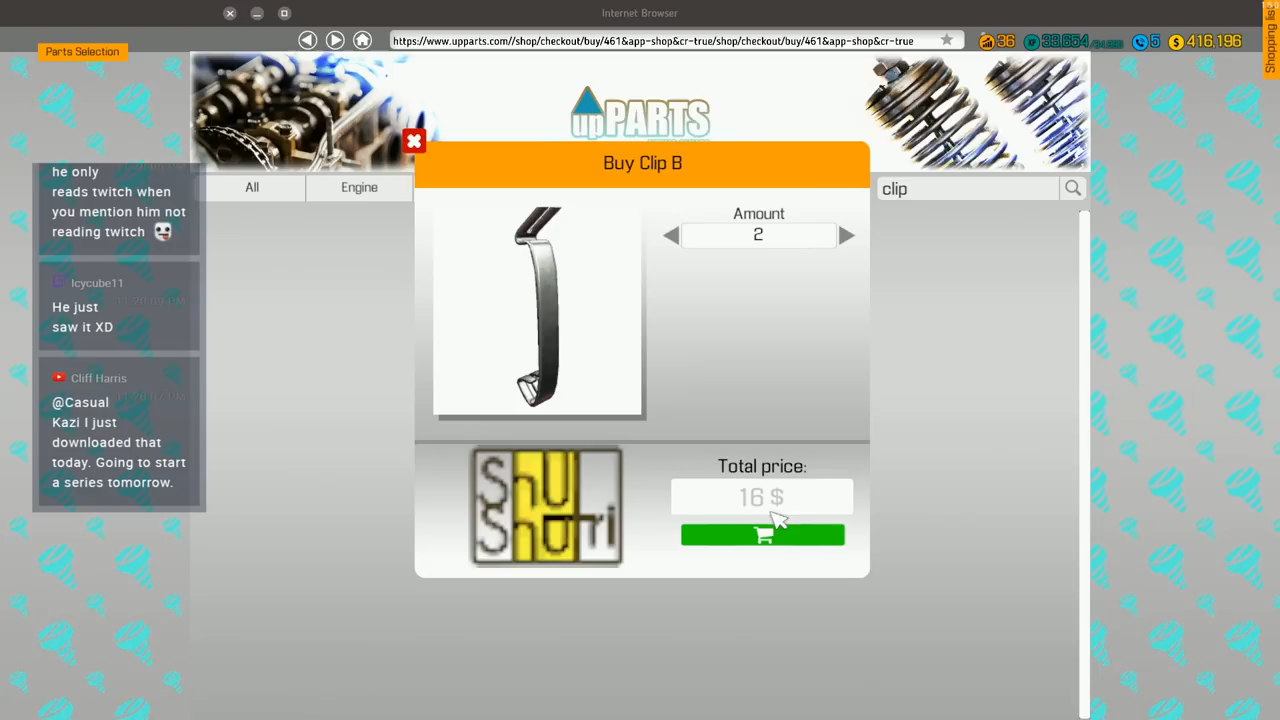 Internet Browser
Parts Selection
https://www.upparts.com//shop/checkout/buy/461&app-shop&cr-true/shop/checkout/buy/461&app-shop&cr-true
36
5
416,196
Shopping list
upPARTS
Buy Clip B
All
Engine
clip
Amount
2
he only
reads twitch when
you mention him not
reading twitch
Icycube11
He just
saw it XD
Cliff Harris
@Casual
Kazi I just
downloaded that
today. Going to start
a series tomorrow.
Total price:
16 $